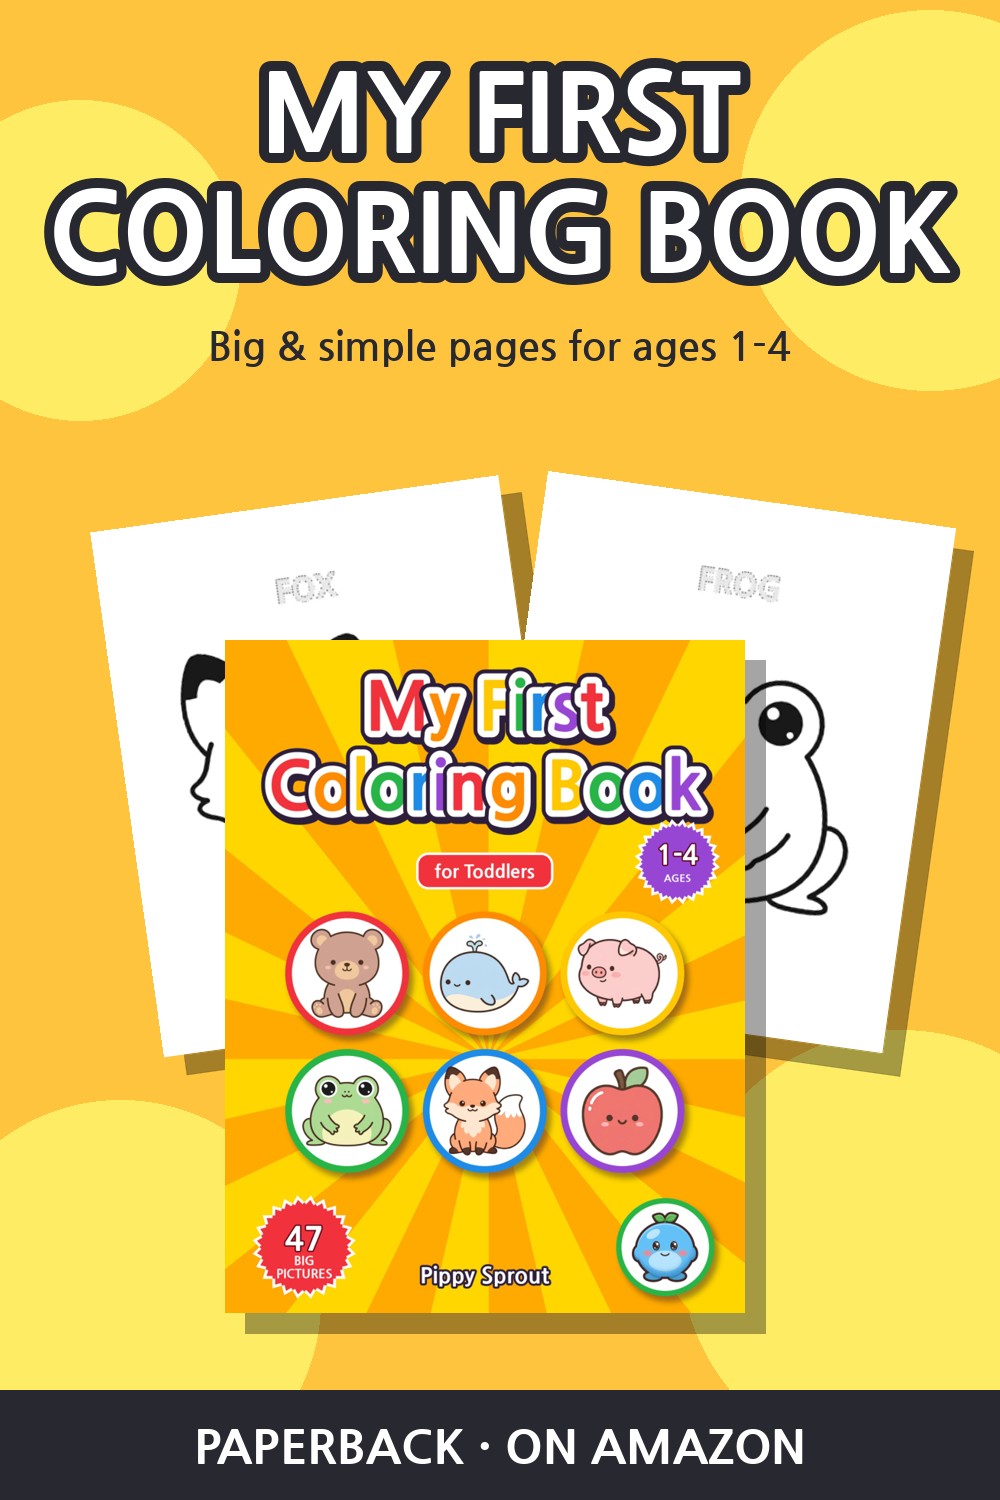 MY FIRST
COLORING BOOK
Big & simple pages for ages 1-4
FOX
FROG
My First
Coloring Book
1-4
AGES
for Toddlers
47
BIG
PICTURES
Pippy Sprout
PAPERBACK · ON AMAZON